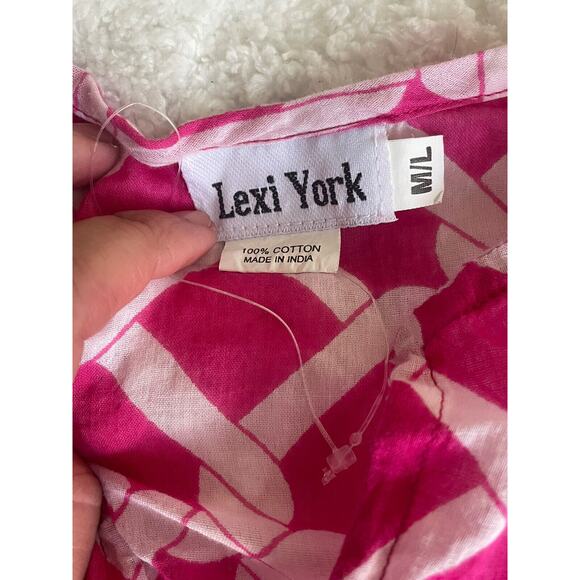 Lexi York
M/L
100% COTTON
MADE IN INDIA